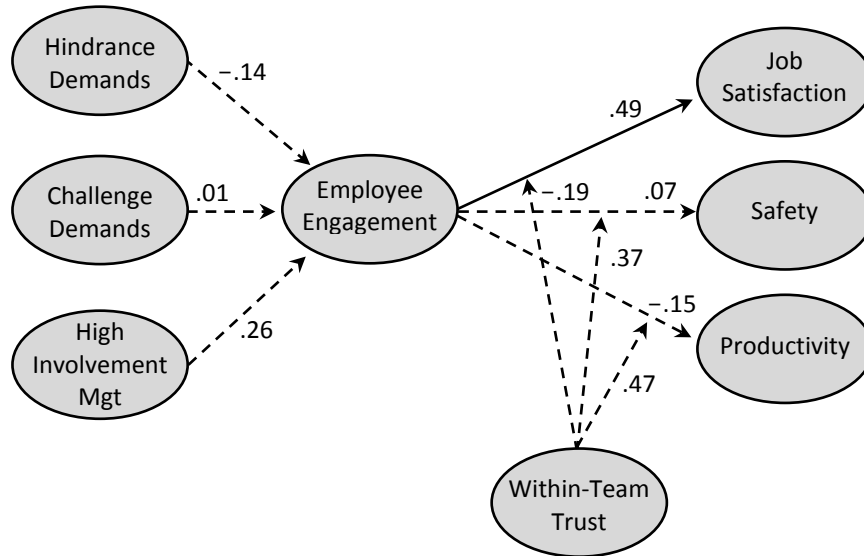 Hindrance
Demands
−.14
Job
Satisfaction
.49
Challenge
Demands
.01
Employee
Engagement
−.19
.07
Safety
.37
High
Involvement
Mgt
.26
−.15
Productivity
.47
Within-Team
Trust